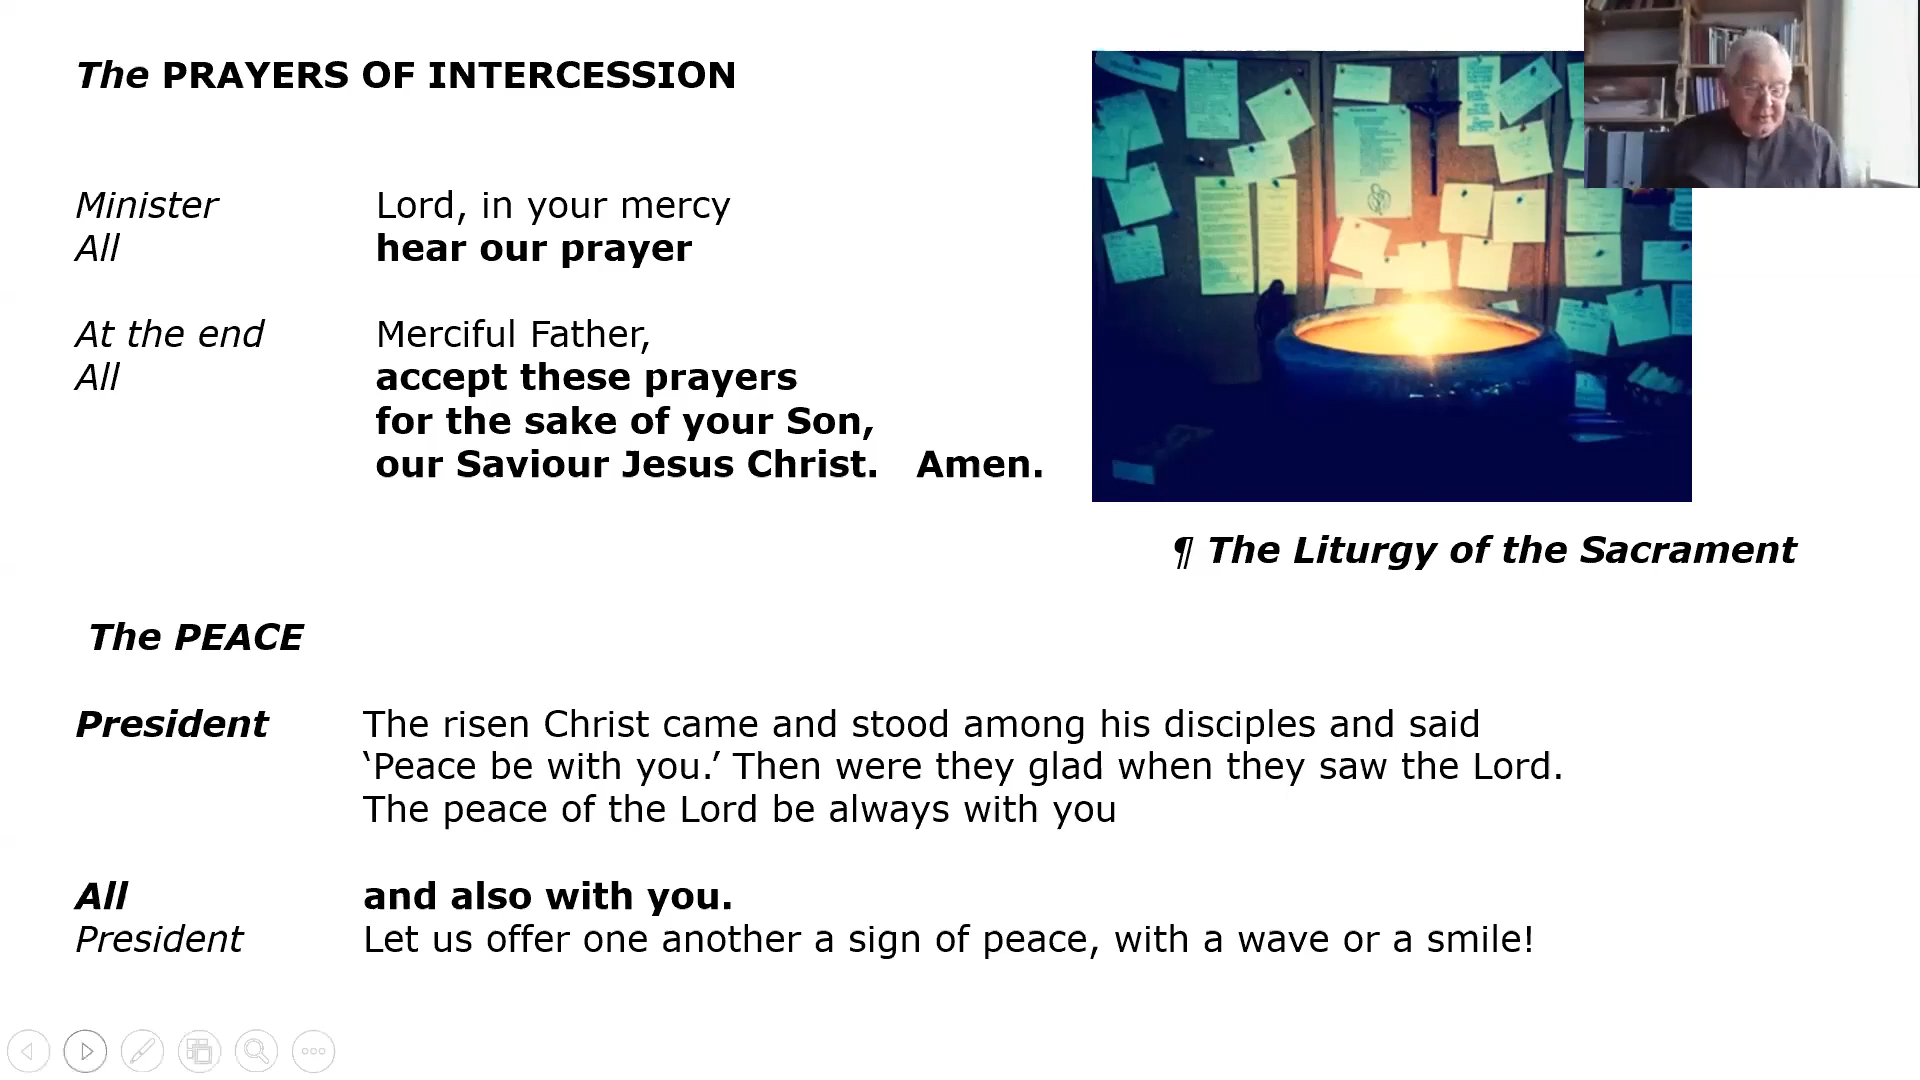 The PRAYERS OF INTERCESSION
Minister Lord, in your mercy
All hear our prayer
At the end Merciful Father,
All accept these prayers
for the sake of your Son,
our Saviour Jesus Christ. Amen.
¶ The Liturgy of the Sacrament
The PEACE
President The risen Christ came and stood among his disciples and said
‘Peace be with you.’ Then were they glad when they saw the Lord.
The peace of the Lord be always with you
All and also with you.
President Let us offer one another a sign of peace, with a wave or a smile!